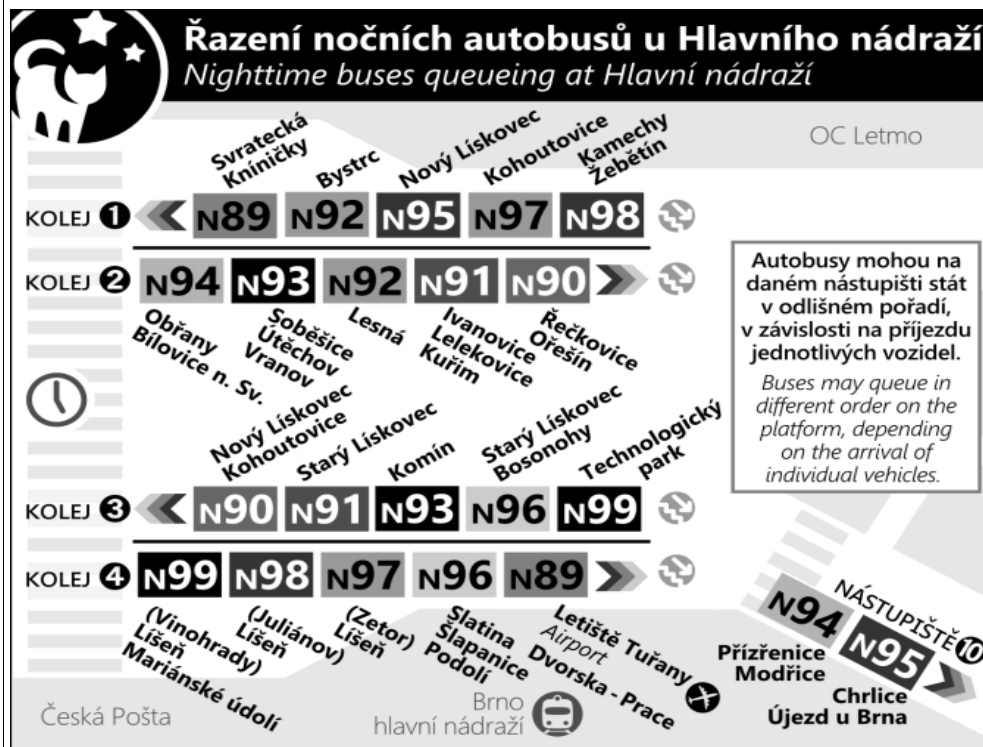 Řazení nočních autobusů u Hlavního nádraží
Nighttime buses queueing at Hlavní nádraží
OC Letmo
Svratecká
Kníničky
Bystrc
Nový Lískovec
Kohoutovice
Kamechy
Žebětín
KOLEJ 1 N89 N92 N95 N97 N98
KOLEJ 2 N94 N93 N92 N91 N90
Obřany
Bílovice n. Sv.
Soběšice
Útěchov
Vranov
Lesná
Ivanovice
Lelekovice
Kuřim
Řečkovice
Ořešín
Autobusy mohou na
daném nástupišti stát
v odlišném pořadí,
v závislosti na příjezdu
jednotlivých vozidel.
Buses may queue in
different order on the
platform, depending
on the arrival of
individual vehicles.
Nový Lískovec
Kohoutovice
Starý Lískovec
Komín
Starý Lískovec
Bosonohy
Technologický
park
KOLEJ 3 N90 N91 N93 N96 N99
KOLEJ 4 N99 N98 N97 N96 N89
(Vinohrady)
Líšeň
Mariánské údolí
(Juliánov)
Líšeň
(Zetor)
Líšeň
Slatina
Šlapanice
Podolí
Letiště Tuřany
Airport
Dvorska - Prace
NÁSTUPIŠTĚ 10
N94 N95
Přízřenice
Modřice
Chrlice
Újezd u Brna
Česká Pošta
Brno
hlavní nádraží